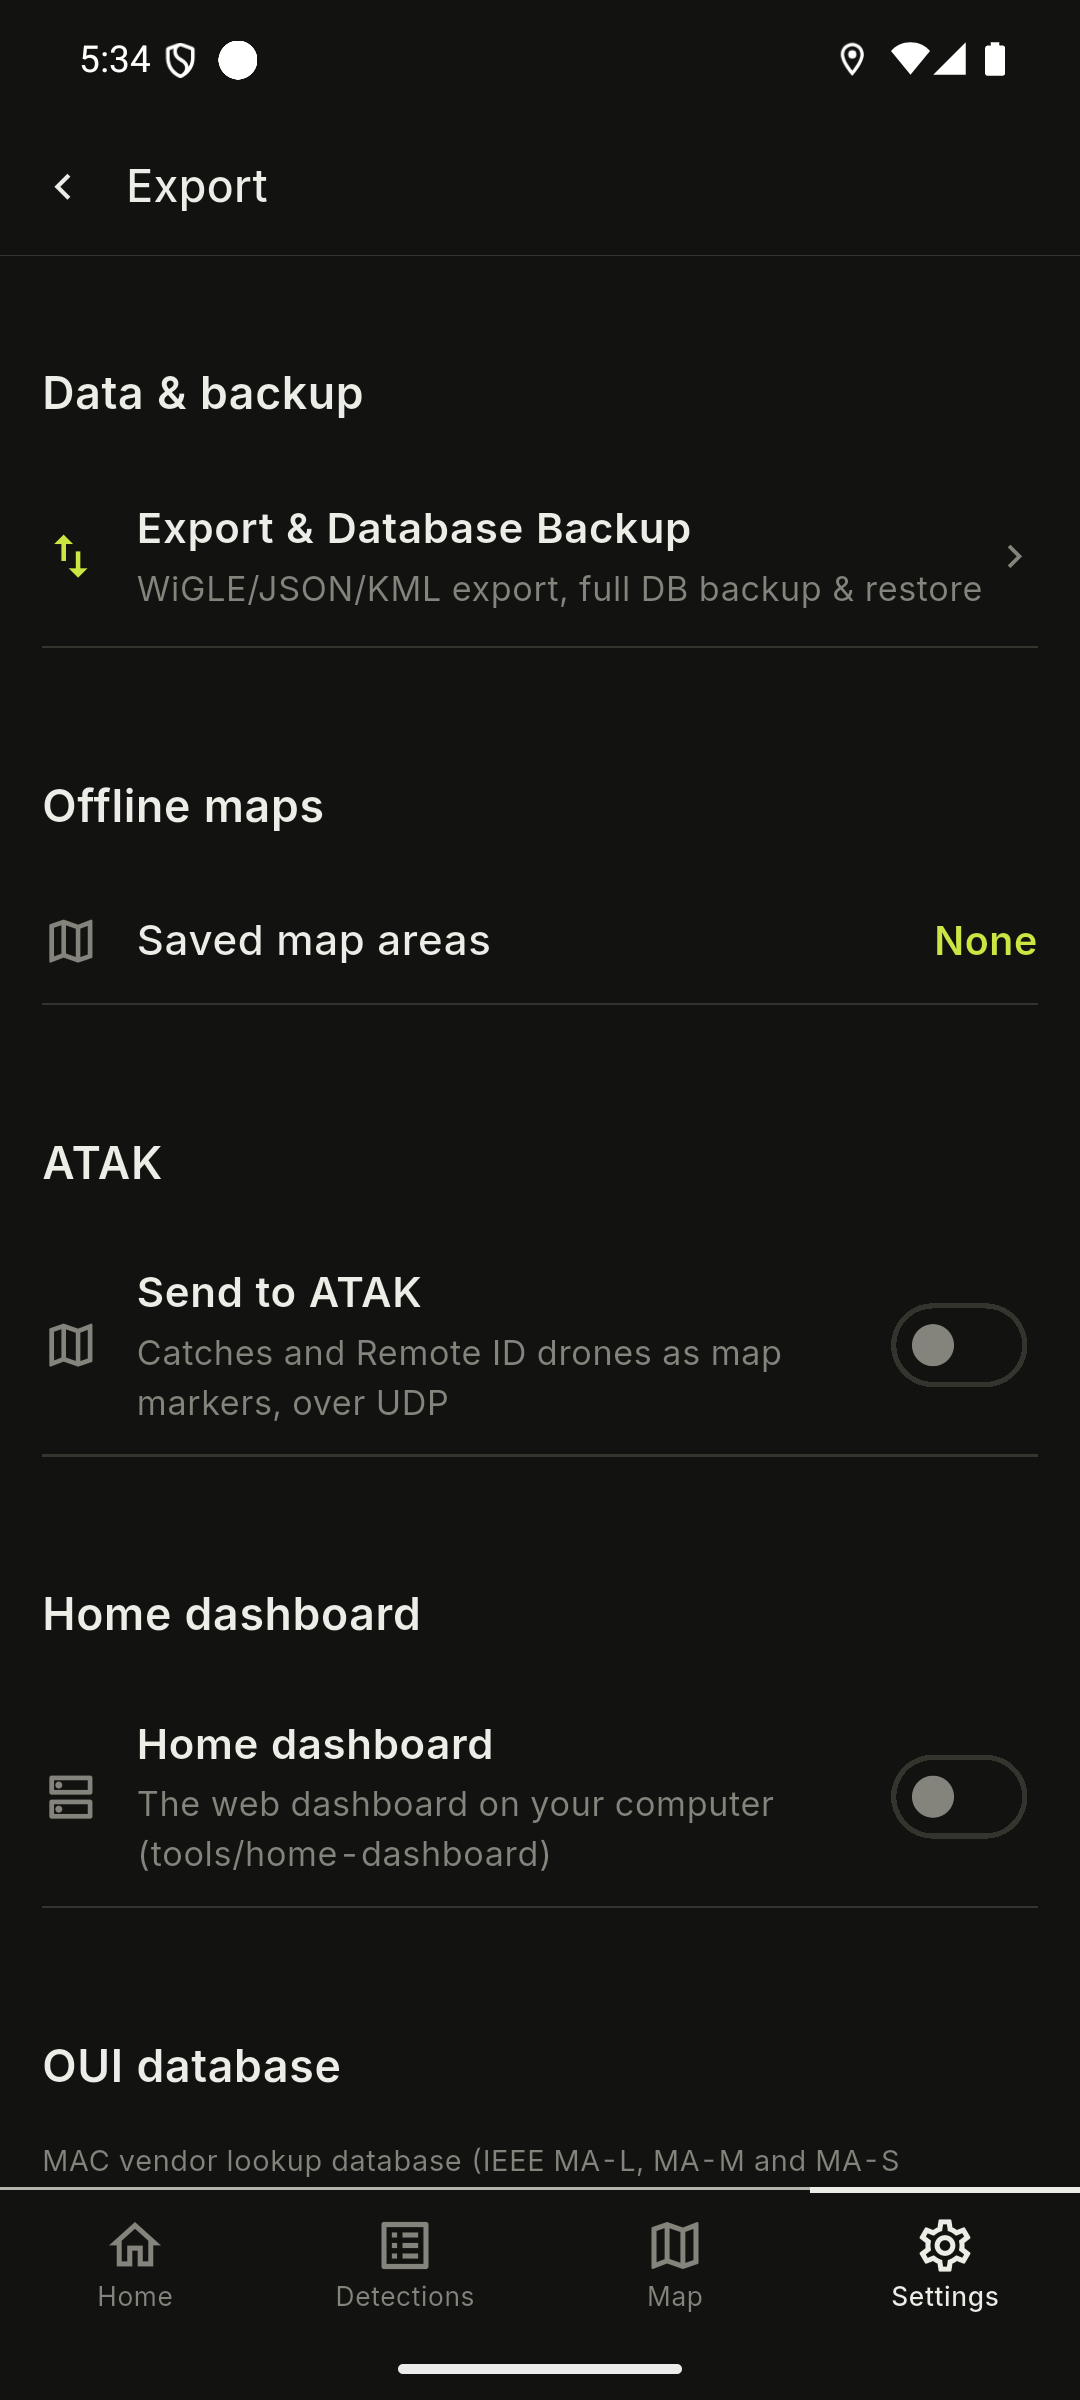 5:34
Export
Data & backup
Export & Database Backup
WiGLE/JSON/KML export, full DB backup & restore
Offline maps
Saved map areas
None
ATAK
Send to ATAK
Catches and Remote ID drones as map
markers, over UDP
Home dashboard
Home dashboard
The web dashboard on your computer
(tools/home-dashboard)
OUI database
MAC vendor lookup database (IEEE MA-L, MA-M and MA-S
Home
Detections
Map
Settings